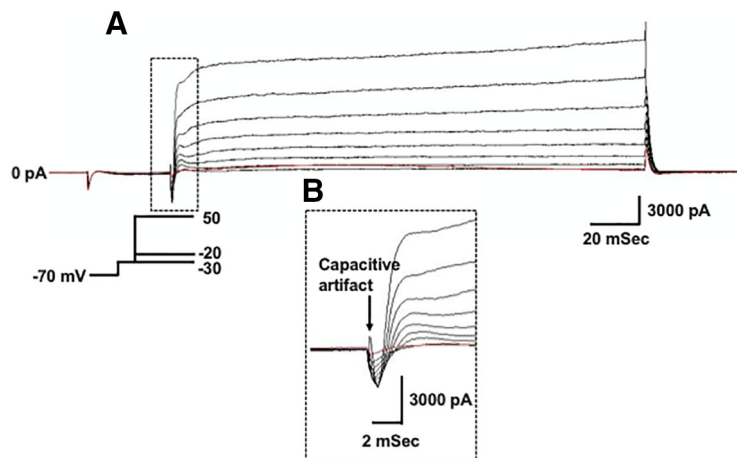 A
0 pA
50
-20
-30
-70 mV
3000 pA
20 mSec
B
Capacitive
artifact
3000 pA
2 mSec